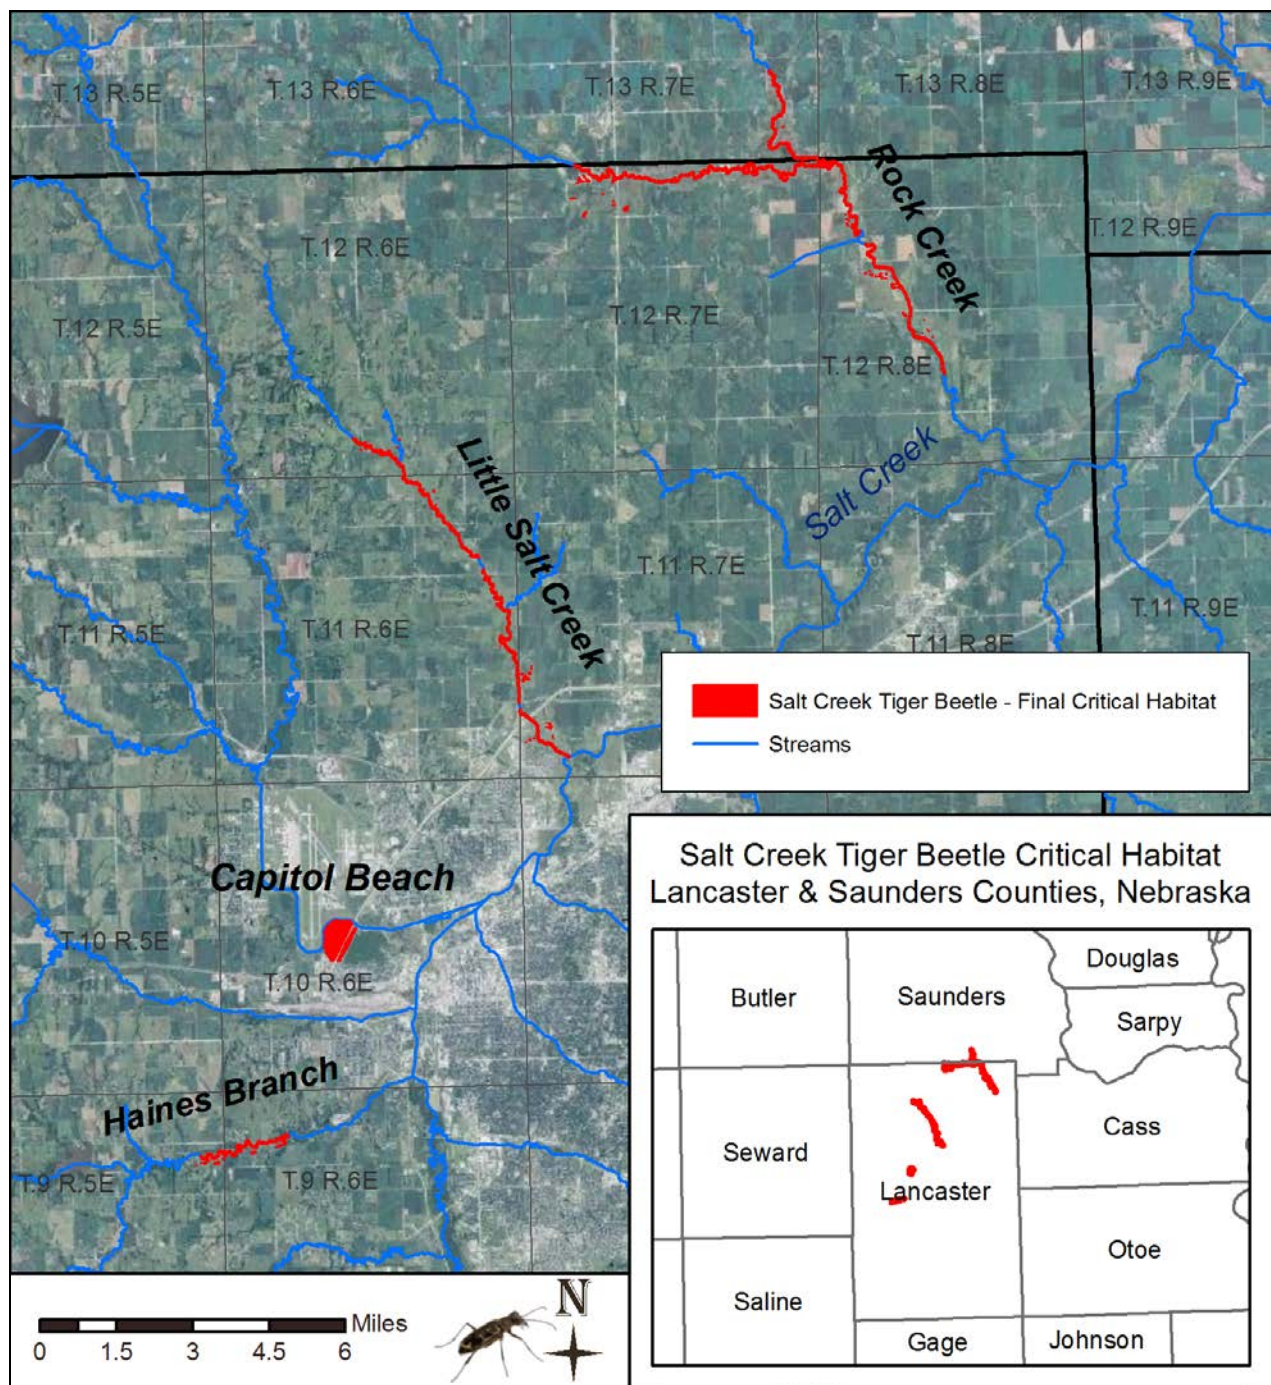 T.13 R.5E
T.13 R.6E
T.13 R.7E
T.13 R.8E
T.13 R.9E
Rock Creek
T.12 R.9E
T.12 R.6E
T.12 R.5E
T.12 R.7E
T.12 R.8E
Salt Creek
Little Salt Creek
T.11 R.7E
T.11 R.9E
T.11 R.5E
T.11 R.6E
T.11 R.8E
Salt Creek Tiger Beetle - Final Critical Habitat
Streams
Capitol Beach
T.10 R.5E
T.10 R.6E
Haines Branch
T.9 R.5E
T.9 R.6E
Salt Creek Tiger Beetle Critical Habitat
Lancaster & Saunders Counties, Nebraska
Douglas
Butler
Saunders
Sarpy
Cass
Seward
Lancaster
Otoe
Saline
Gage
Johnson
N
Miles
0 1.5 3 4.5 6